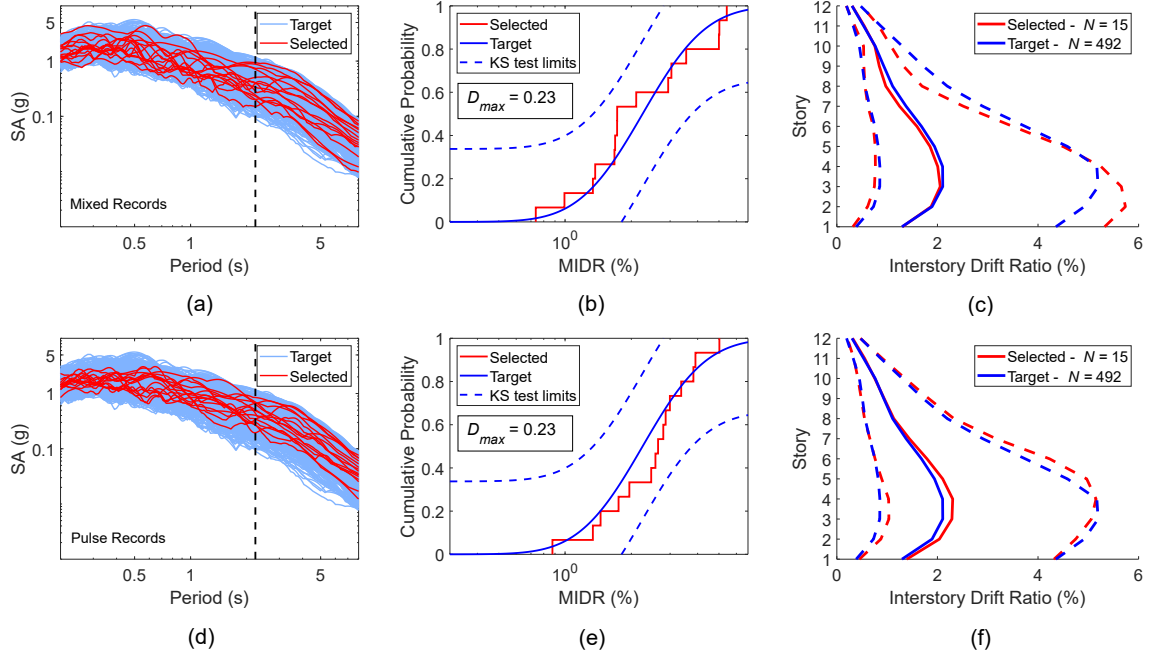 5
1
0.1
SA (g)
Target
Selected
Mixed Records
0.5
1
5
Period (s)
(a)
1
0.8
0.6
0.4
0.2
0
Cumulative Probability
Selected
Target
KS test limits
D_max = 0.23
10^0
MIDR (%)
(b)
12
10
9
8
7
6
5
4
3
2
1
Story
Selected - N = 15
Target - N = 492
0
2
4
6
Interstory Drift Ratio (%)
(c)
5
1
0.1
SA (g)
Target
Selected
Pulse Records
0.5
1
5
Period (s)
(d)
1
0.8
0.6
0.4
0.2
0
Cumulative Probability
Selected
Target
KS test limits
D_max = 0.23
10^0
MIDR (%)
(e)
12
10
8
7
6
5
4
3
2
1
Story
Selected - N = 15
Target - N = 492
0
2
4
6
Interstory Drift Ratio (%)
(f)